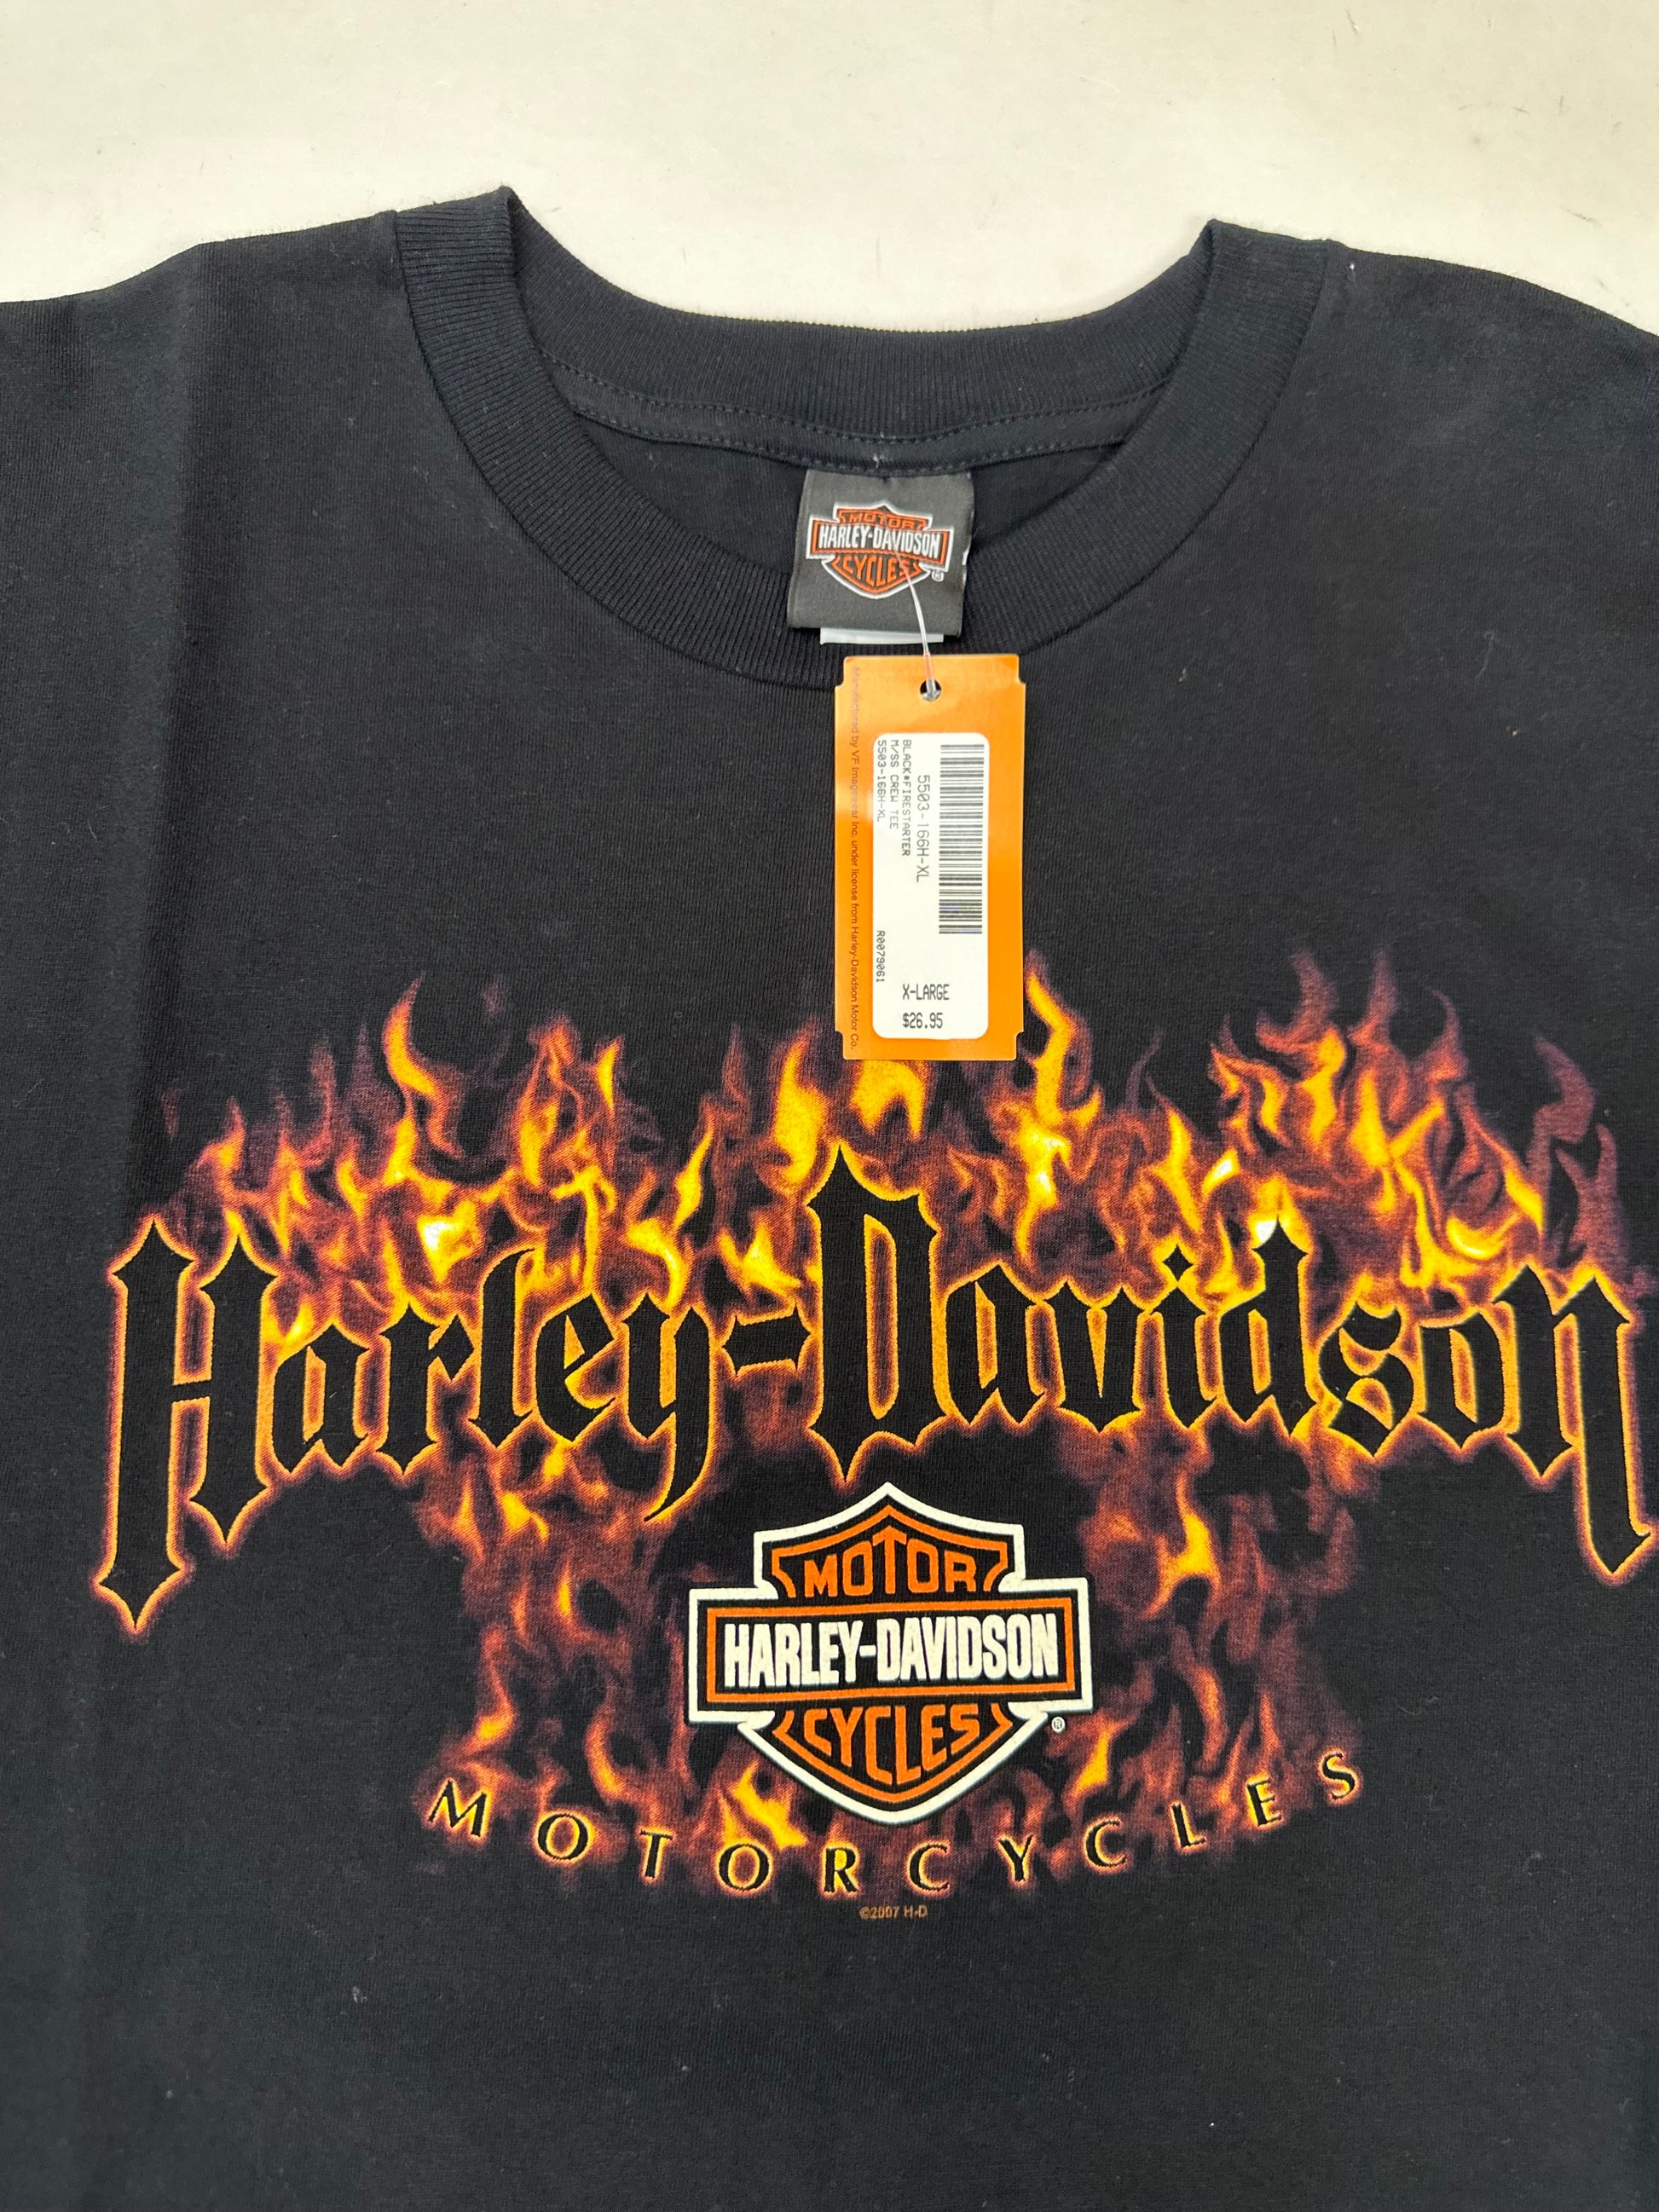 MOTOR
HARLEY-DAVIDSON
CYCLES
®
Manufactured by VF Imagewear Inc. under license from Harley-Davidson Motor Co.
5503-166H-XL
BLACK*FIRESTARTER
M/SS CREW TEE
5503-166H-XL
R0079061
X-LARGE
$26.95
Harley-Davidson
MOTOR
HARLEY-DAVIDSON
CYCLES
®
MOTORCYCLES
©2007 H-D